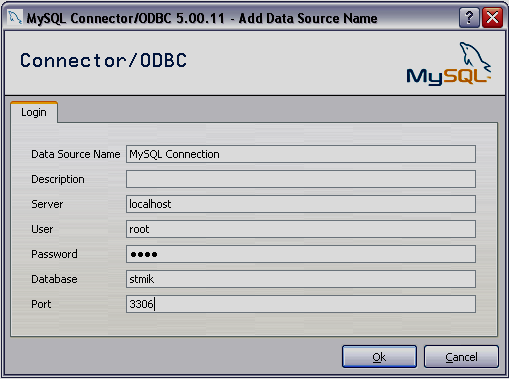 MySQL Connector/ODBC 5.00.11 - Add Data Source Name
Connector/ODBC
MySQL
Login
Data Source Name MySQL Connection
Description
Server localhost
User root
Password ●●●●
Database stmik
Port 3306
Ok Cancel